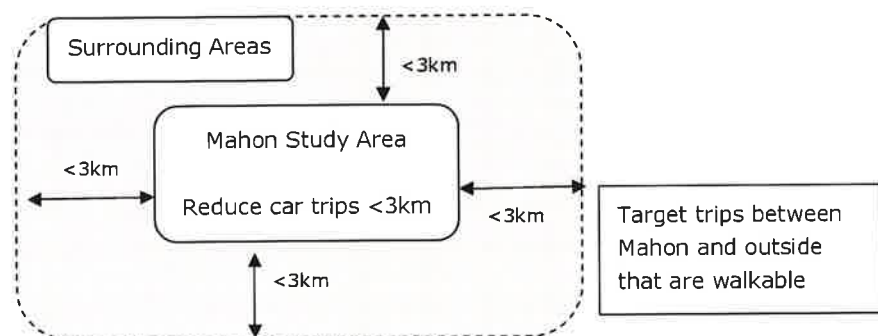 Surrounding Areas
<3km
Mahon Study Area
<3km
Reduce car trips <3km
<3km
Target trips between
Mahon and outside
that are walkable
<3km